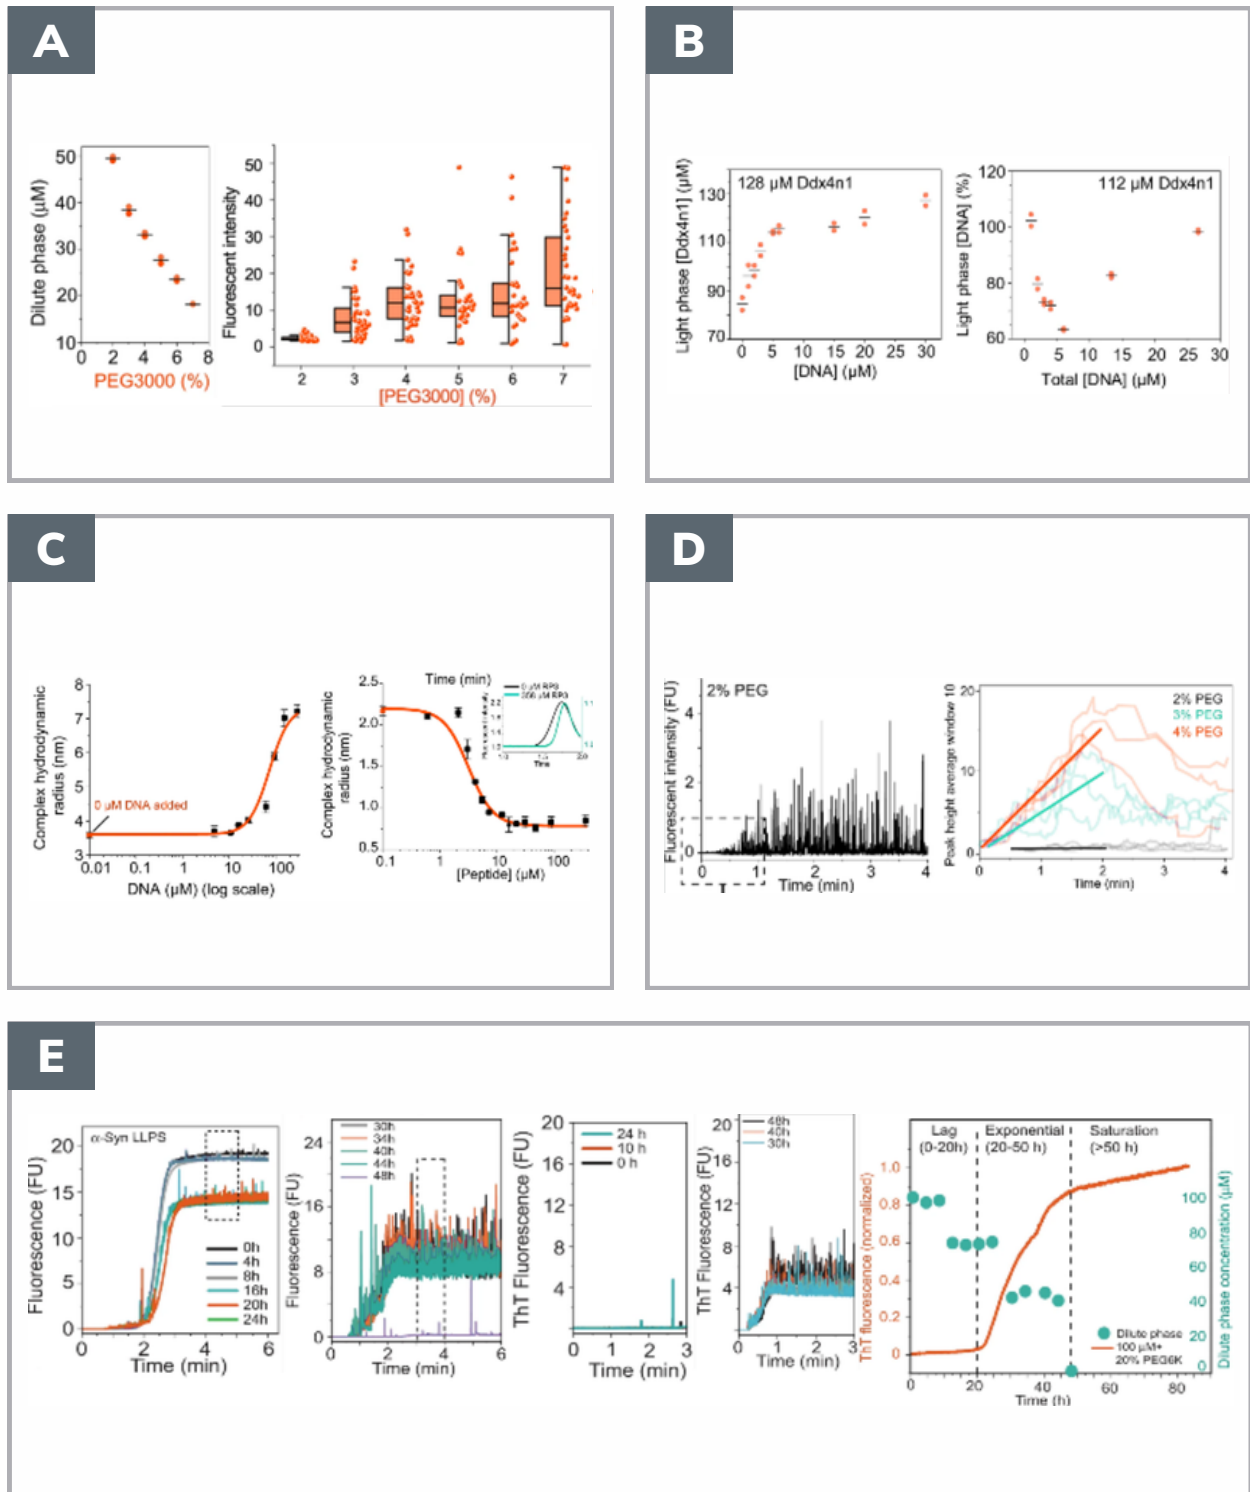 A
Dilute phase (µM)
50
40
30
20
10
0
2
4
6
8
PEG3000 (%)
Fluorescent intensity
50
40
30
20
10
0
2
3
4
5
6
7
[PEG3000] (%)
B
Light phase [Ddx4n1] (µM)
128 µM Ddx4n1
130
110
90
70
0
5
10
15
20
25
30
[DNA] (µM)
Light phase [DNA] (%)
112 µM Ddx4n1
120
100
80
60
0
5
10
15
20
25
30
Total [DNA] (µM)
C
Complex hydrodynamic
radius (nm)
8
7
6
5
4
3
0 µM DNA added
0.01
0.1
1
10
100
DNA (µM) (log scale)
Complex hydrodynamic
radius (nm)
2.5
2.0
1.5
1.0
0.5
Time (min)
0 µM RP3
Time
0.1
1
10
100
[Peptide] (µM)
D
Fluorescent intensity (FU)
2% PEG
4
2
0
0
1
2
3
4
Time (min)
Peak height average window 10
20
10
0
2% PEG
3% PEG
4% PEG
0
1
2
3
4
Time (min)
E
Fluorescence (FU)
α-Syn LLPS
20
15
10
5
0
0h
4h
8h
16h
20h
24h
0
1
2
3
4
5
6
Time (min)
Fluorescence (FU)
24
16
8
0
30h
34h
40h
44h
48h
0
2
4
6
Time (min)
ThT Fluorescence (FU)
20
16
12
8
4
24 h
10 h
0 h
0
1
2
3
Time (min)
ThT Fluorescence (FU)
20
16
12
8
4
0
48h
40h
30h
0
1
2
3
Time (min)
ThT fluorescence (normalized)
Lag
(0-20h)
Exponential
(20-50 h)
Saturation
(>50 h)
1.0
0.8
0.6
0.4
0.2
0
100
80
60
40
20
0
Dilute phase concentration (µM)
Dilute phase
100 µM+
20% PEG6K
0
20
40
60
80
Time (h)